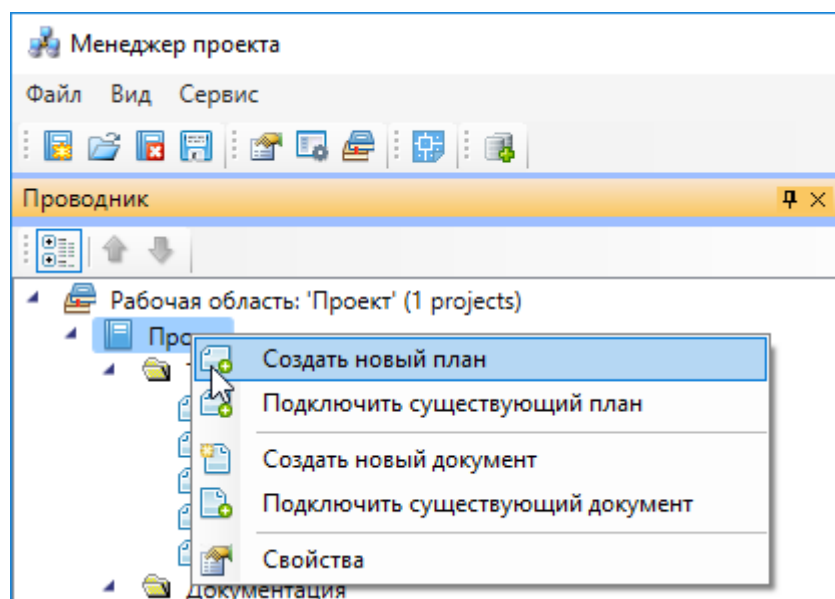 Менеджер проекта
Файл Вид Сервис
Проводник
Рабочая область: 'Проект' (1 projects)
Создать новый план
Подключить существующий план
Создать новый документ
Подключить существующий документ
Свойства
Документация